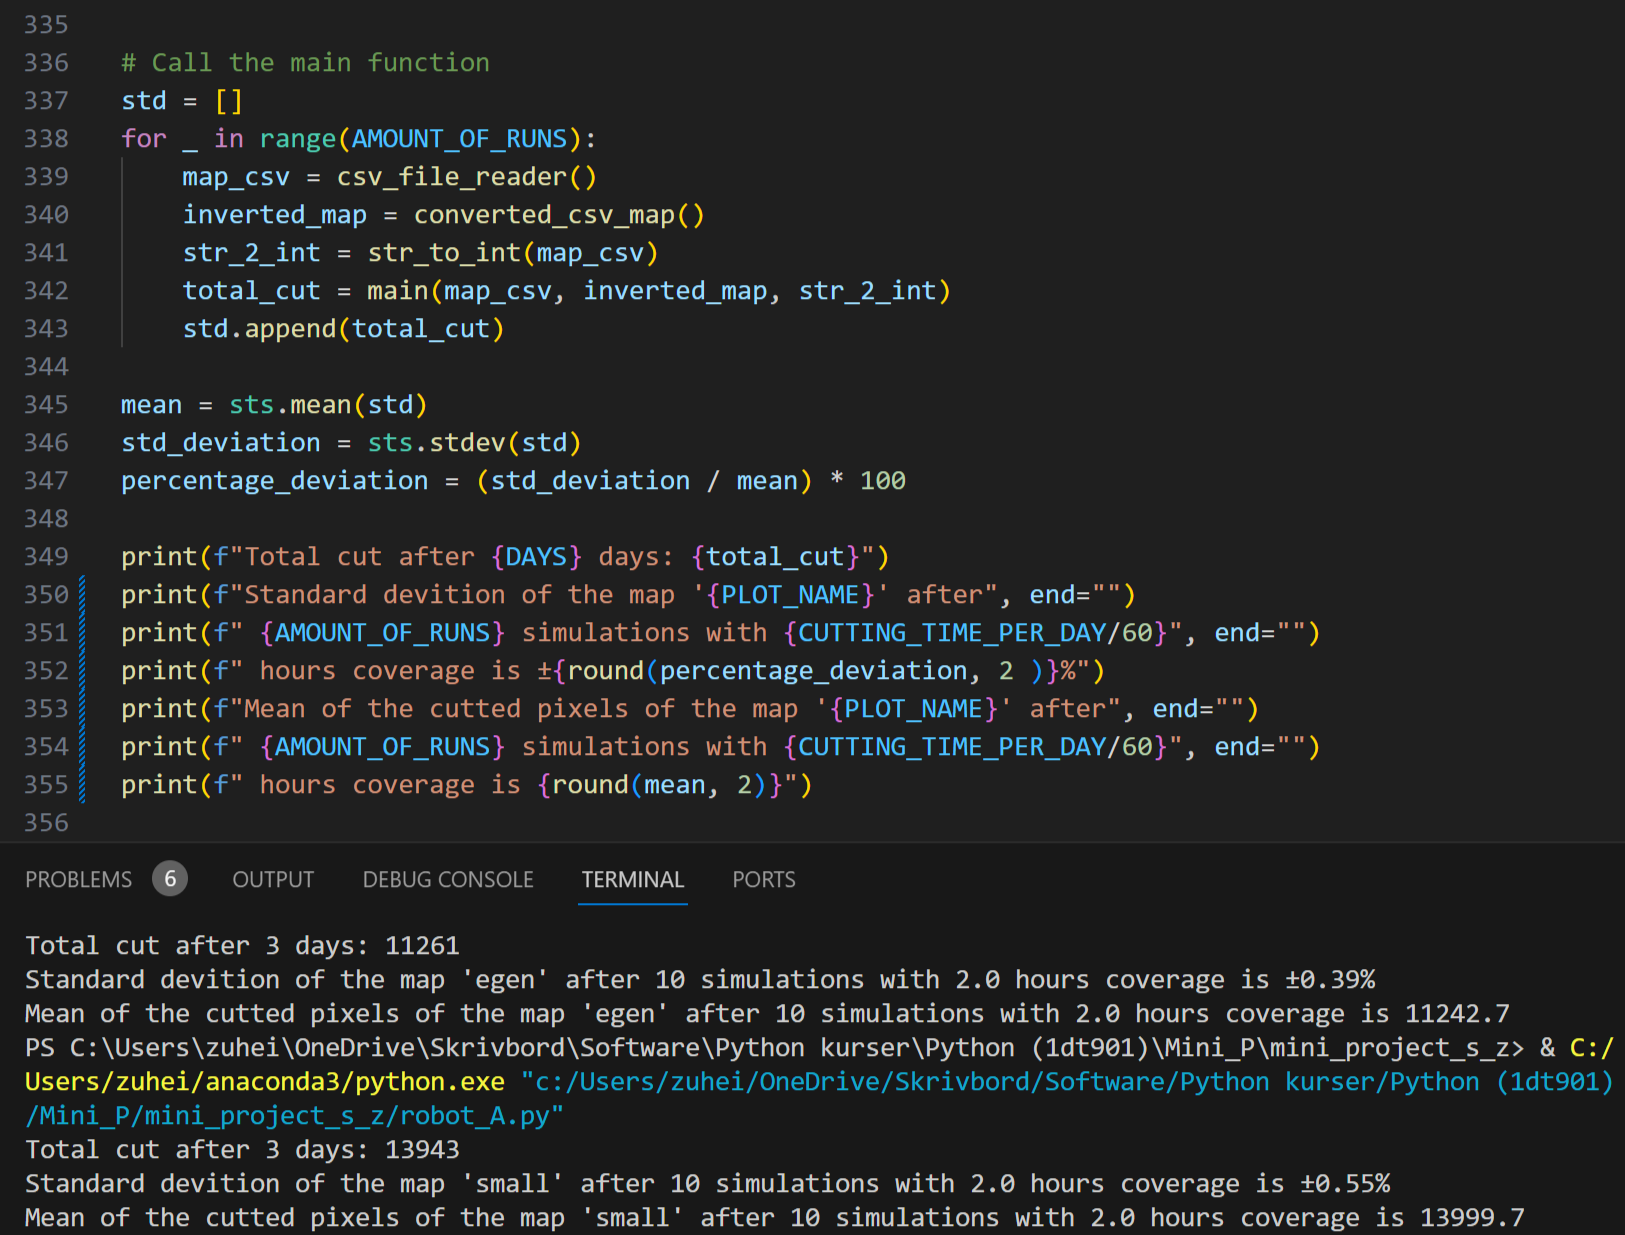 335
336 # Call the main function
337 std = []
338 for _ in range(AMOUNT_OF_RUNS):
339     map_csv = csv_file_reader()
340     inverted_map = converted_csv_map()
341     str_2_int = str_to_int(map_csv)
342     total_cut = main(map_csv, inverted_map, str_2_int)
343     std.append(total_cut)
344
345 mean = sts.mean(std)
346 std_deviation = sts.stdev(std)
347 percentage_deviation = (std_deviation / mean) * 100
348
349 print(f"Total cut after {DAYS} days: {total_cut}")
350 print(f"Standard devition of the map '{PLOT_NAME}' after", end="")
351 print(f" {AMOUNT_OF_RUNS} simulations with {CUTTING_TIME_PER_DAY/60}", end="")
352 print(f" hours coverage is ±{round(percentage_deviation, 2 )}%")
353 print(f"Mean of the cutted pixels of the map '{PLOT_NAME}' after", end="")
354 print(f" {AMOUNT_OF_RUNS} simulations with {CUTTING_TIME_PER_DAY/60}", end="")
355 print(f" hours coverage is {round(mean, 2)}")
356
PROBLEMS 6 OUTPUT DEBUG CONSOLE TERMINAL PORTS
Total cut after 3 days: 11261
Standard devition of the map 'egen' after 10 simulations with 2.0 hours coverage is ±0.39%
Mean of the cutted pixels of the map 'egen' after 10 simulations with 2.0 hours coverage is 11242.7
PS C:\Users\zuhei\OneDrive\Skrivbord\Software\Python kurser\Python (1dt901)\Mini_P\mini_project_s_z> & C:/
Users/zuhei/anaconda3/python.exe "c:/Users/zuhei/OneDrive/Skrivbord/Software/Python kurser/Python (1dt901)
/Mini_P/mini_project_s_z/robot_A.py"
Total cut after 3 days: 13943
Standard devition of the map 'small' after 10 simulations with 2.0 hours coverage is ±0.55%
Mean of the cutted pixels of the map 'small' after 10 simulations with 2.0 hours coverage is 13999.7